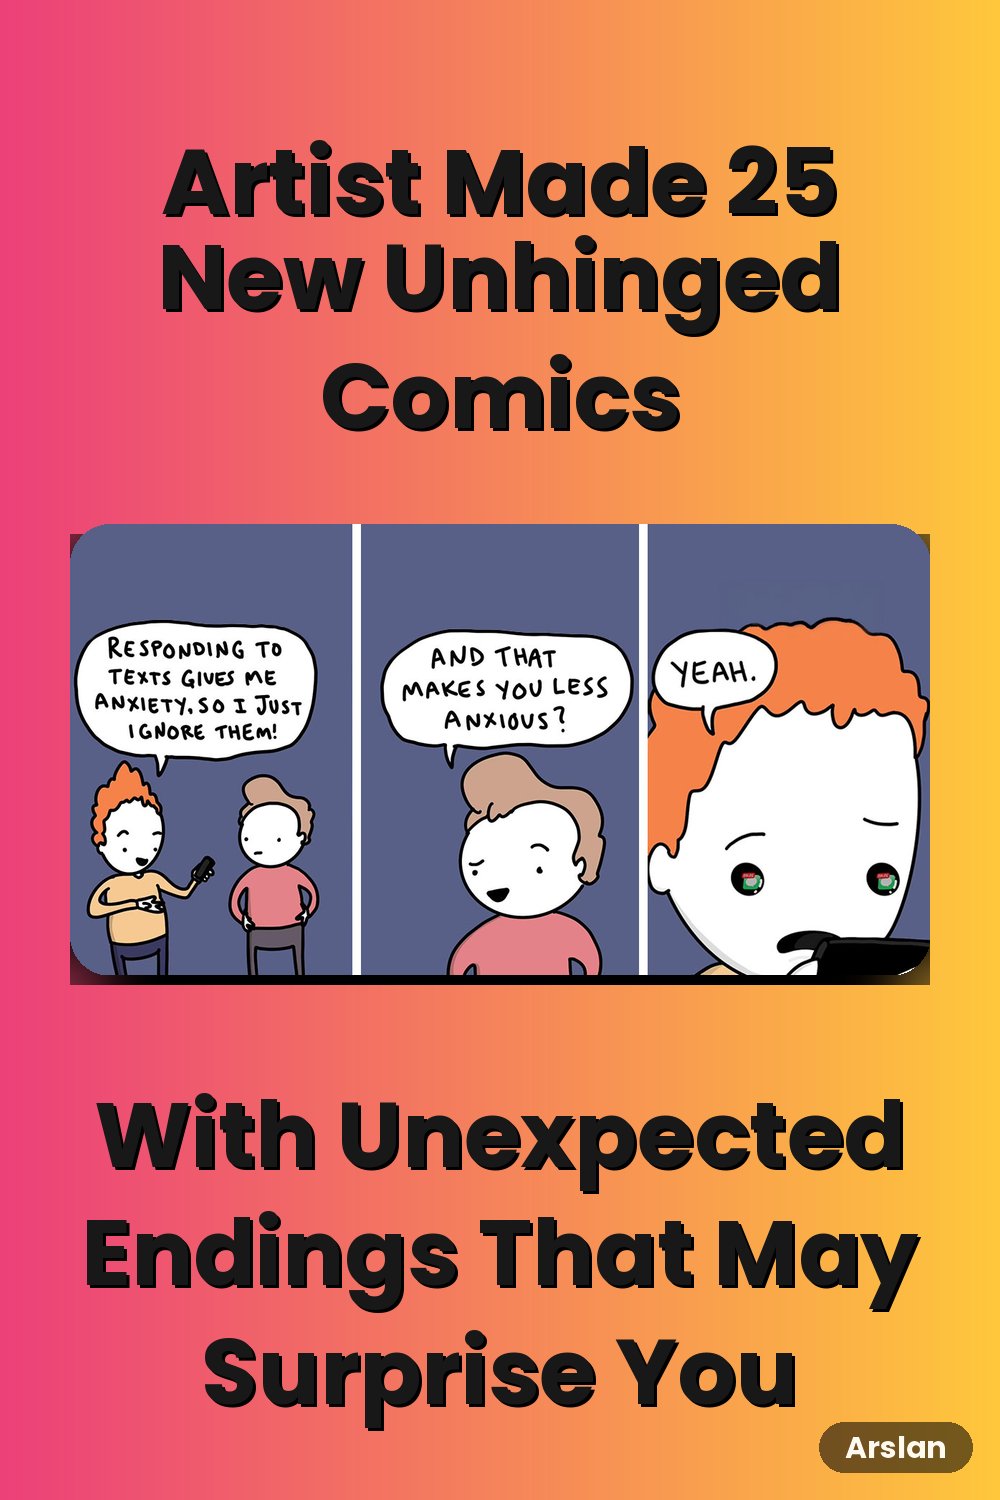 Artist Made 25
New Unhinged
Comics
RESPONDING TO
TEXTS GIVES ME
ANXIETY. SO I JUST
IGNORE THEM!
AND THAT
MAKES YOU LESS
ANXIOUS?
YEAH.
With Unexpected
Endings That May
Surprise You
Arslan